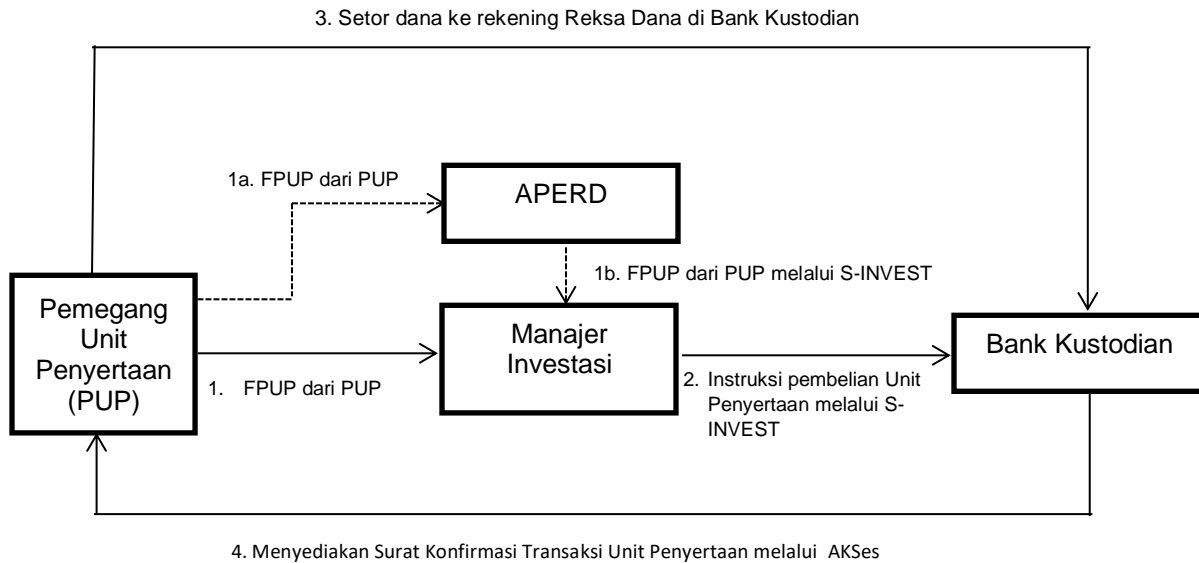 3. Setor dana ke rekening Reksa Dana di Bank Kustodian
1a. FPUP dari PUP
APERD
1b. FPUP dari PUP melalui S-INVEST
Pemegang
Unit
Penyertaan
(PUP)
Manajer
Investasi
Bank Kustodian
1. FPUP dari PUP
2. Instruksi pembelian Unit
Penyertaan melalui S-
INVEST
4. Menyediakan Surat Konfirmasi Transaksi Unit Penyertaan melalui AKSes